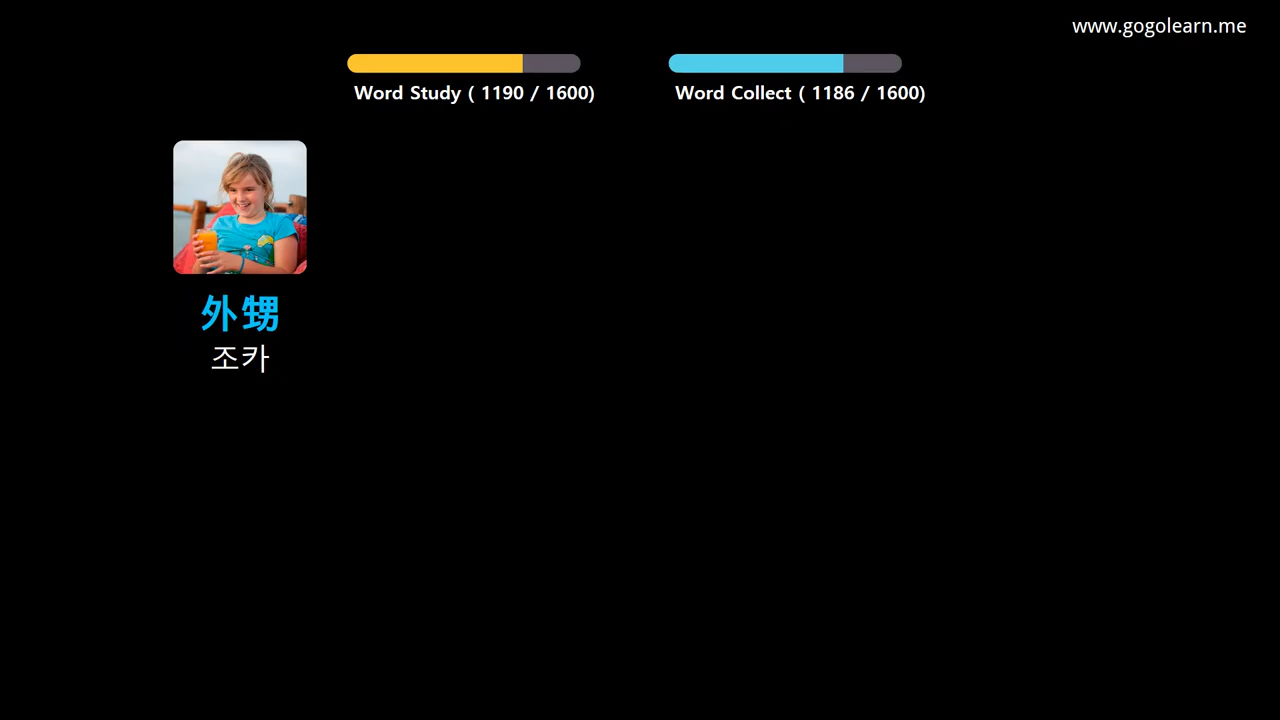 www.gogolearn.me
Word Study ( 1190 / 1600)
Word Collect ( 1186 / 1600)
外甥
조카